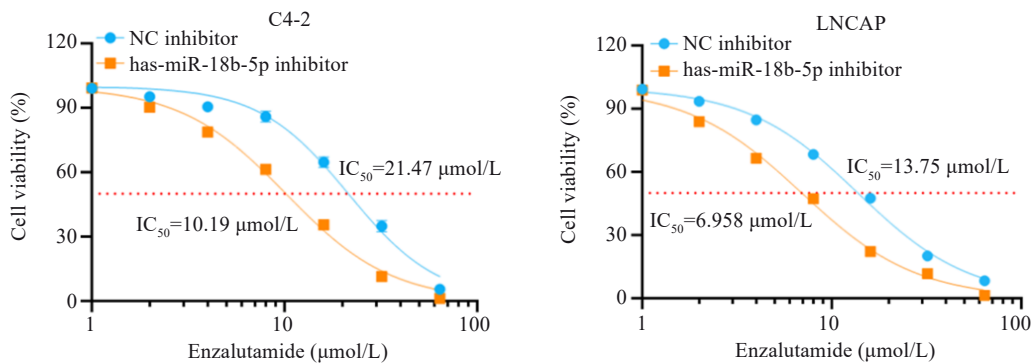 C4-2
NC inhibitor
has-miR-18b-5p inhibitor
Cell viability (%)
120
90
60
30
0
IC50=21.47 μmol/L
IC50=10.19 μmol/L
1
10
100
Enzalutamide (μmol/L)
LNCAP
NC inhibitor
has-miR-18b-5p inhibitor
Cell viability (%)
120
90
60
30
0
IC50=13.75 μmol/L
IC50=6.958 μmol/L
1
10
100
Enzalutamide (μmol/L)